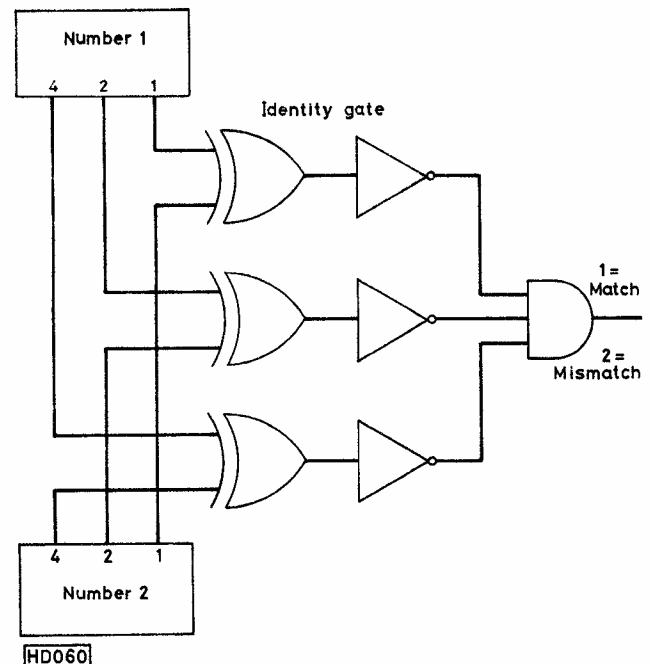 Number 1
4 2 1
Identity gate
1=
Match
2=
Mismatch
4 2 1
Number 2
HD060